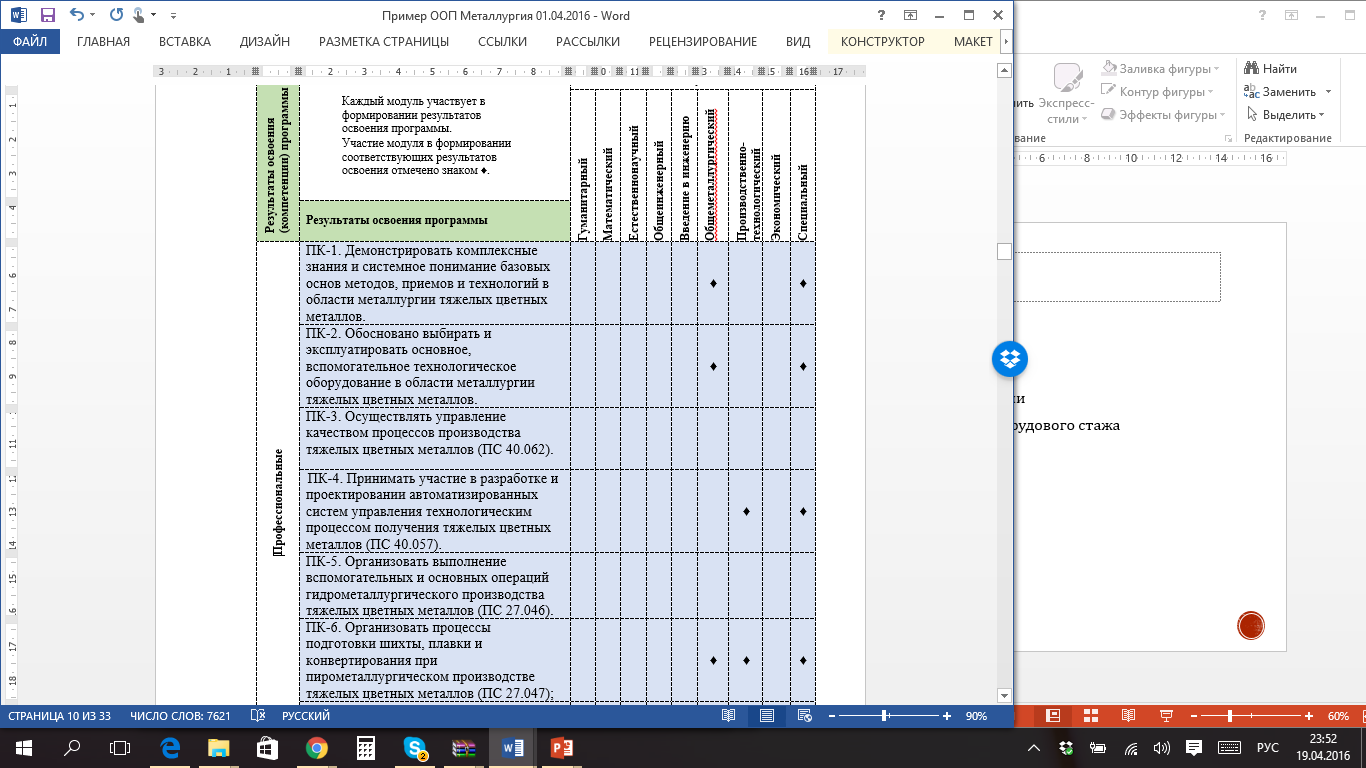 Пример ООП Металлургия 01.04.2016 - Word
ФАЙЛ ГЛАВНАЯ ВСТАВКА ДИЗАЙН РАЗМЕТКА СТРАНИЦЫ ССЫЛКИ РАССЫЛКИ РЕЦЕНЗИРОВАНИЕ ВИД КОНСТРУКТОР МАКЕТ
Результаты освоения
(компетенции) программы
Каждый модуль участвует в
формировании результатов
освоения программы.
Участие модуля в формировании
соответствующих результатов
освоения отмечено знаком ♦.
Результаты освоения программы
Гуманитарный
Математический
Естественнонаучный
Общеинженерный
Введение в инженерию
Общеметаллургический
Производственно-
технологический
Экономический
Специальный
Профессиональные
ПК-1. Демонстрировать комплексные
знания и системное понимание базовых
основ методов, приемов и технологий в
области металлургии тяжелых цветных
металлов.
♦ ♦
ПК-2. Обосновано выбирать и
эксплуатировать основное,
вспомогательное технологическое
оборудование в области металлургии
тяжелых цветных металлов.
♦ ♦
ПК-3. Осуществлять управление
качеством процессов производства
тяжелых цветных металлов (ПС 40.062).
ПК-4. Принимать участие в разработке и
проектировании автоматизированных
систем управления технологическим
процессом получения тяжелых цветных
металлов (ПС 40.057).
♦ ♦
ПК-5. Организовать выполнение
вспомогательных и основных операций
гидрометаллургического производства
тяжелых цветных металлов (ПС 27.046).
ПК-6. Организовать процессы
подготовки шихты, плавки и
конвертирования при
пирометаллургическом производстве
тяжелых цветных металлов (ПС 27.047);
♦ ♦ ♦
СТРАНИЦА 10 ИЗ 33 ЧИСЛО СЛОВ: 7621 РУССКИЙ 90%
Экспресс-
стили
Заливка фигуры
Контур фигуры
Эффекты фигуры
Найти
Заменить
Выделить
Редактирование
6 8 10 12 14 16
рудового стажа
60%
РУС
23:52
19.04.2016